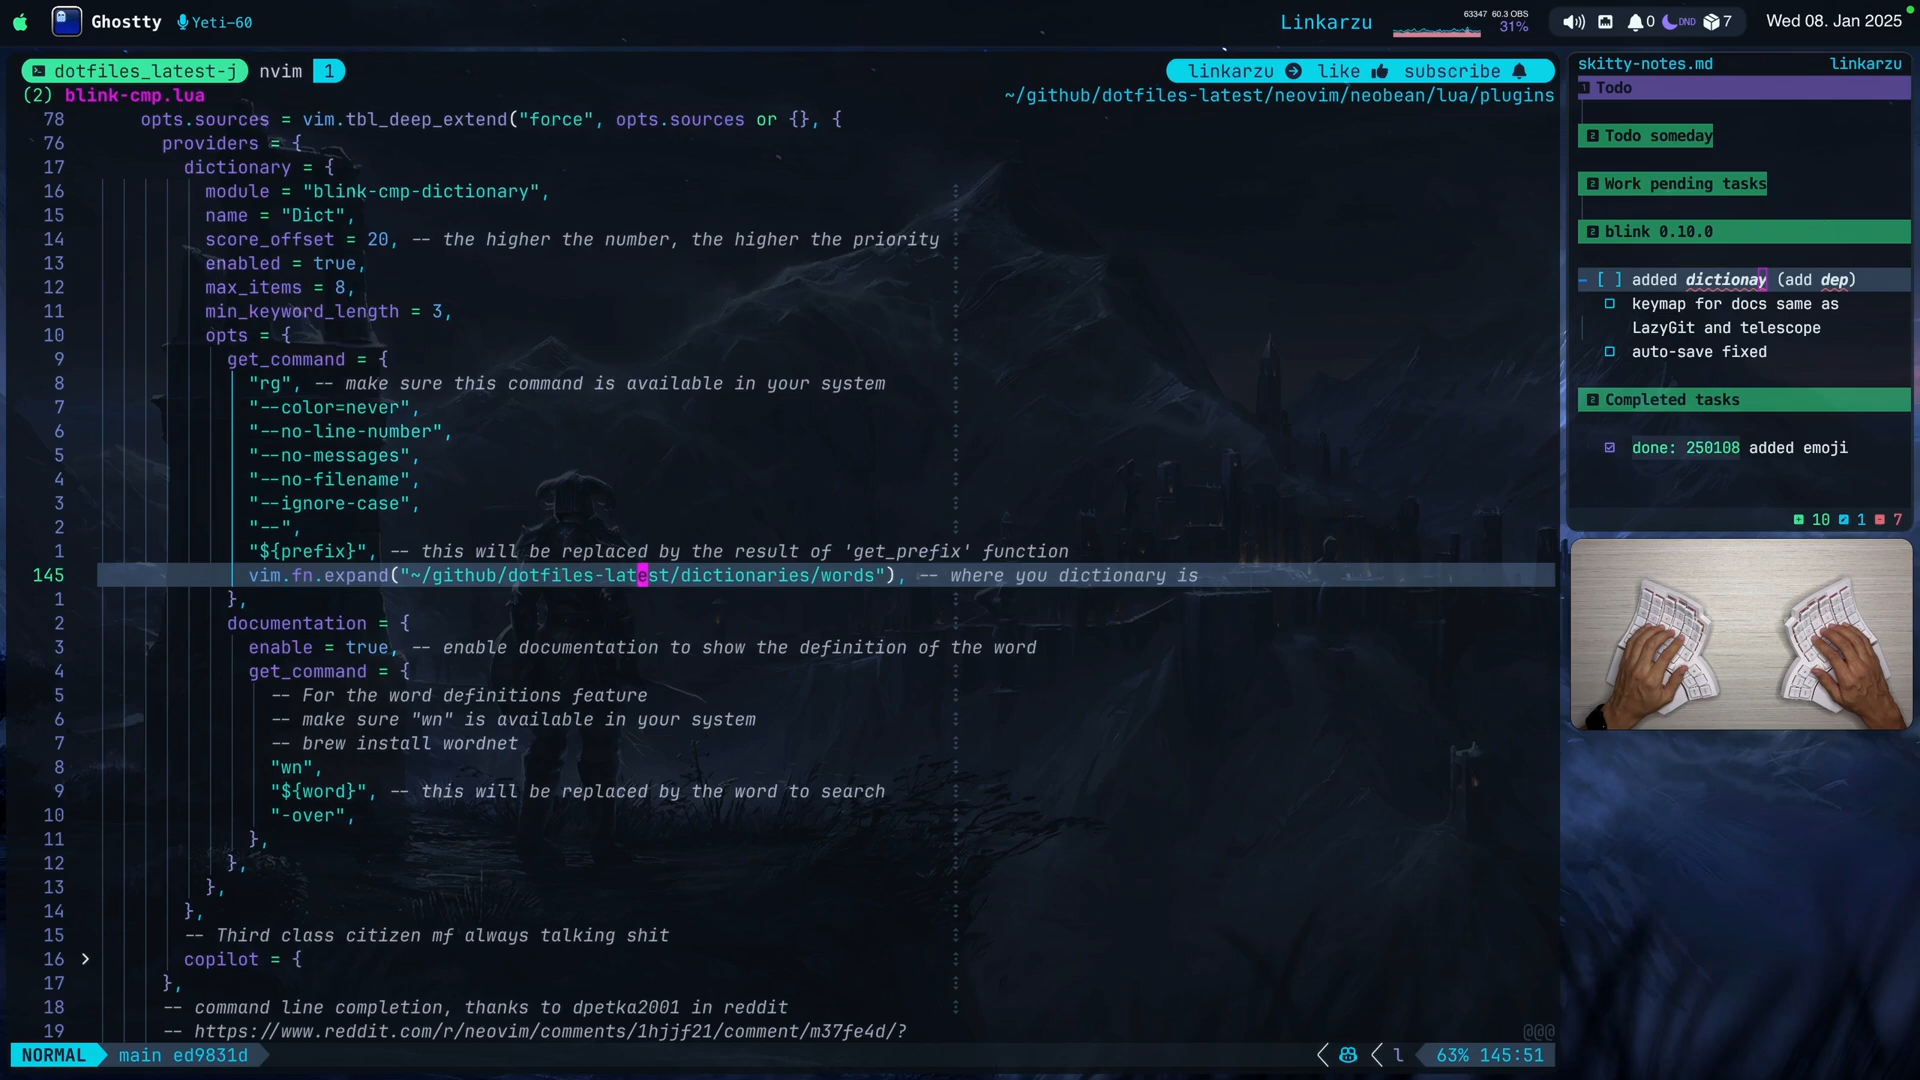 Ghostty Yeti-60
Linkarzu 63347 60.3 OBS 31% 0 DND 7 Wed 08. Jan 2025
dotfiles_latest-j nvim 1 linkarzu like subscribe
(2) blink-cmp.lua ~/github/dotfiles-latest/neovim/neobean/lua/plugins
78 opts.sources = vim.tbl_deep_extend("force", opts.sources or {}, {
76 providers = {
17 dictionary = {
16 module = "blink-cmp-dictionary",
15 name = "Dict",
14 score_offset = 20, -- the higher the number, the higher the priority
13 enabled = true,
12 max_items = 8,
11 min_keyword_length = 3,
10 opts = {
9 get_command = {
8 "rg", -- make sure this command is available in your system
7 "--color=never",
6 "--no-line-number",
5 "--no-messages",
4 "--no-filename",
3 "--ignore-case",
2 "--",
1 "${prefix}", -- this will be replaced by the result of 'get_prefix' function
145 vim.fn.expand("~/github/dotfiles-latest/dictionaries/words"), -- where you dictionary is
1 },
2 documentation = {
3 enable = true, -- enable documentation to show the definition of the word
4 get_command = {
5 -- For the word definitions feature
6 -- make sure "wn" is available in your system
7 -- brew install wordnet
8 "wn",
9 "${word}", -- this will be replaced by the word to search
10 "-over",
11 },
12 },
13 },
14 },
15 -- Third class citizen mf always talking shit
16 > copilot = {
17 },
18 -- command line completion, thanks to dpetka2001 in reddit
19 -- https://www.reddit.com/r/neovim/comments/1hjjf21/comment/m37fe4d/?
@@@
NORMAL main ed9831d l 63% 145:51
skitty-notes.md linkarzu
1 Todo
2 Todo someday
2 Work pending tasks
2 blink 0.10.0
- [ ] added dictionay (add dep)
keymap for docs same as
LazyGit and telescope
auto-save fixed
2 Completed tasks
done: 250108 added emoji
10 1 7